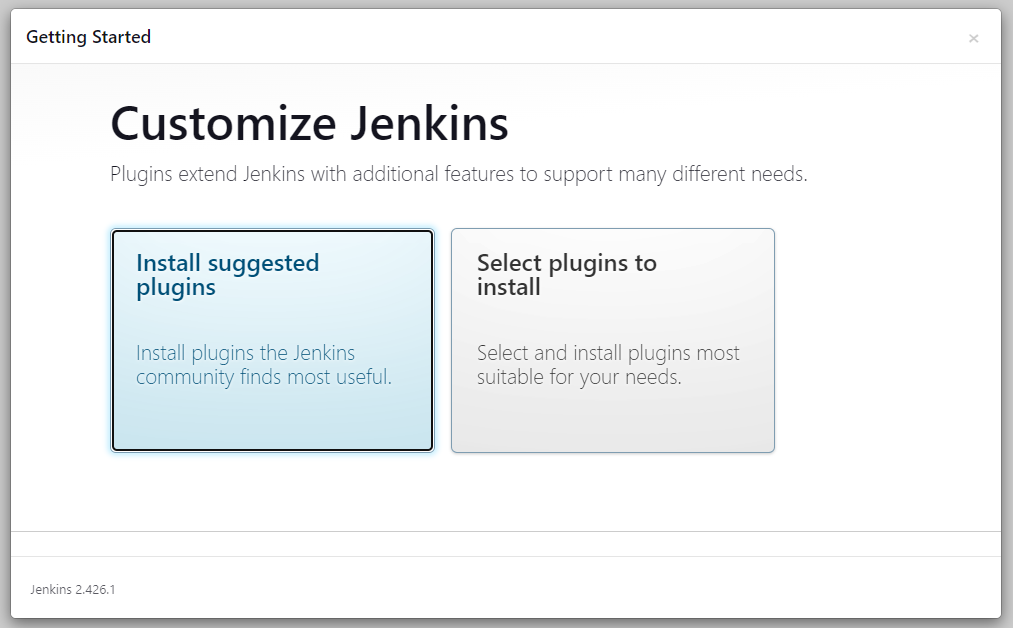 Getting Started
×
Customize Jenkins
Plugins extend Jenkins with additional features to support many different needs.
Install suggested
plugins
Install plugins the Jenkins
community finds most useful.
Select plugins to
install
Select and install plugins most
suitable for your needs.
Jenkins 2.426.1